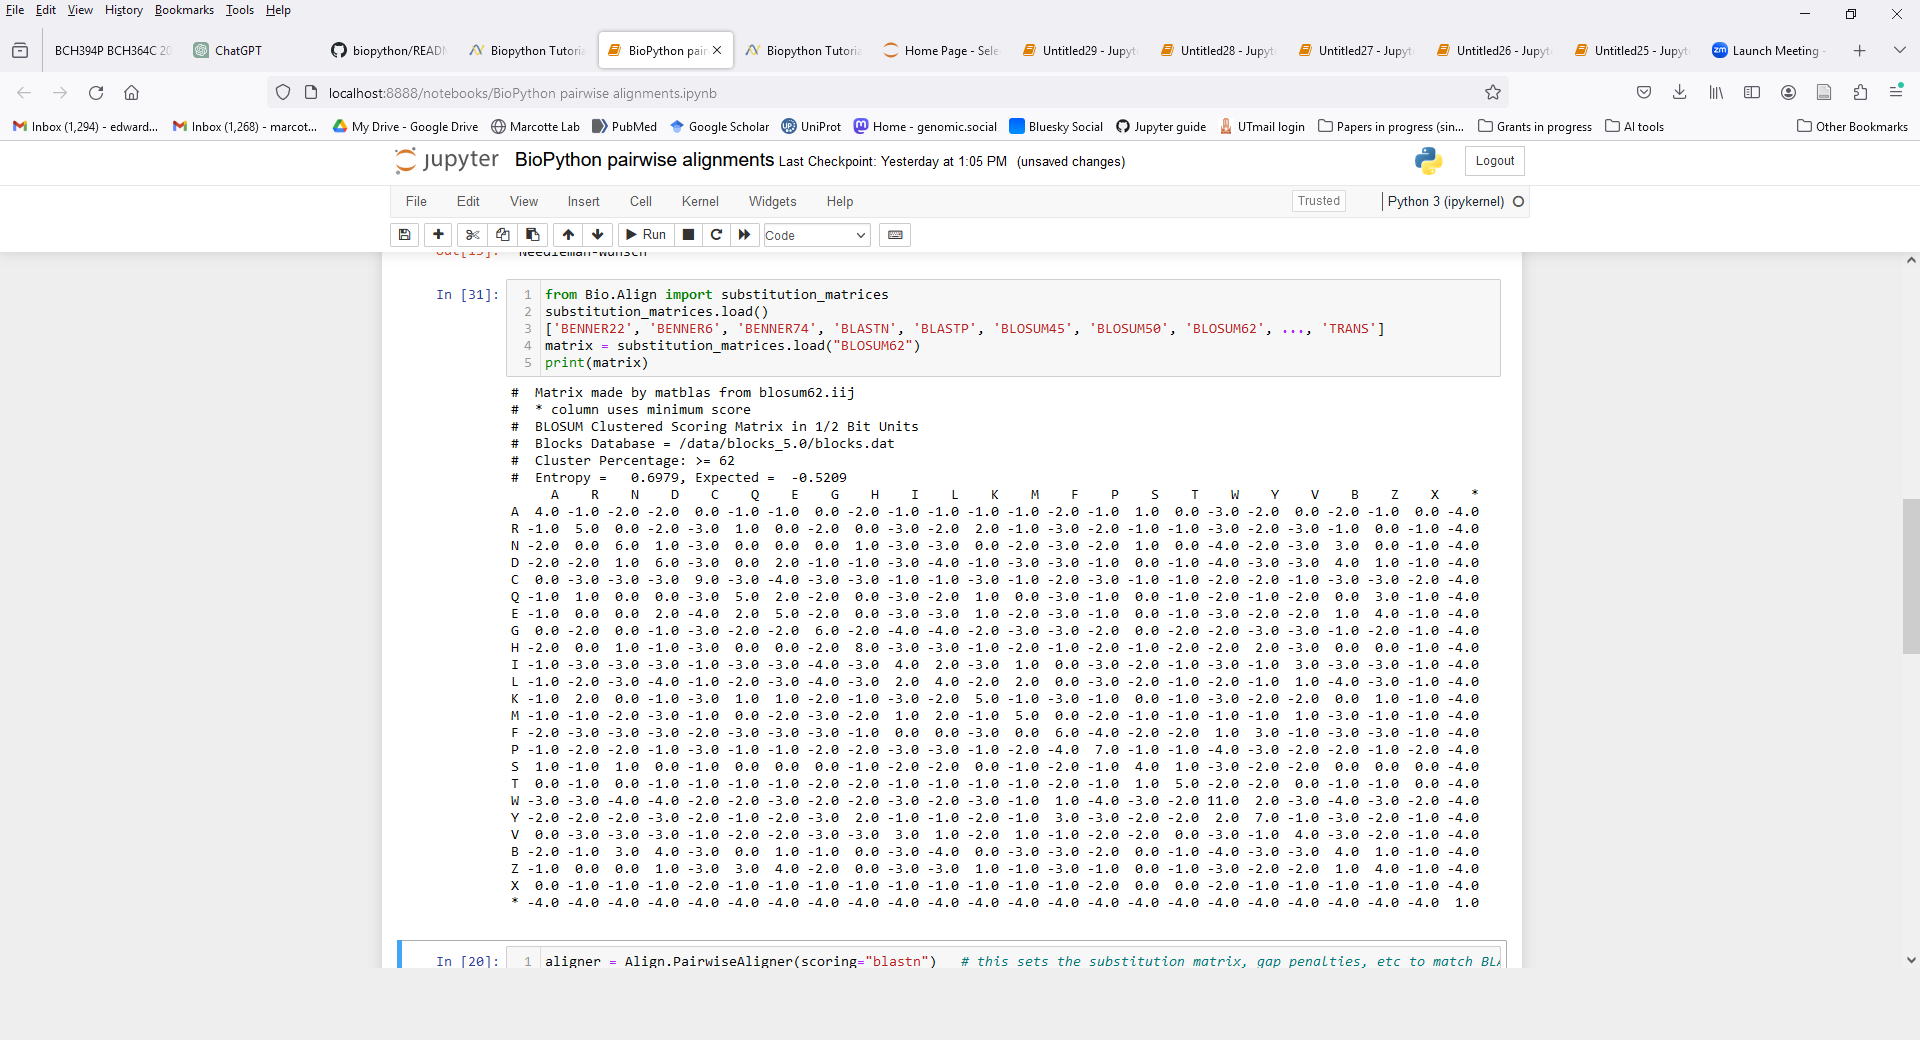 File Edit View History Bookmarks Tools Help
BCH394P BCH364C 20 ChatGPT biopython/READM Biopython Tutoria BioPython pair Biopython Tutoria Home Page - Sele Untitled29 - Jupyt Untitled28 - Jupyt Untitled27 - Jupyt Untitled26 - Jupyt Untitled25 - Jupyt zm Launch Meeting -
localhost:8888/notebooks/BioPython pairwise alignments.ipynb
Inbox (1,294) - edward... Inbox (1,268) - marcot... My Drive - Google Drive Marcotte Lab PubMed Google Scholar UniProt Home - genomic.social Bluesky Social Jupyter guide UTmail login Papers in progress (sin... Grants in progress AI tools Other Bookmarks
jupyter BioPython pairwise alignments Last Checkpoint: Yesterday at 1:05 PM (unsaved changes) Logout
File Edit View Insert Cell Kernel Widgets Help Trusted Python 3 (ipykernel)
Run Code
Out[15]: Needleman-Wunsch
In [31]:
1 from Bio.Align import substitution_matrices
2 substitution_matrices.load()
3 ['BENNER22', 'BENNER6', 'BENNER74', 'BLASTN', 'BLASTP', 'BLOSUM45', 'BLOSUM50', 'BLOSUM62', ..., 'TRANS']
4 matrix = substitution_matrices.load("BLOSUM62")
5 print(matrix)
#  Matrix made by matblas from blosum62.iij
#  * column uses minimum score
#  BLOSUM Clustered Scoring Matrix in 1/2 Bit Units
#  Blocks Database = /data/blocks_5.0/blocks.dat
#  Cluster Percentage: >= 62
#  Entropy =   0.6979, Expected =  -0.5209
A R N D C Q E G H I L K M F P S T W Y V B Z X *
A 4.0 -1.0 -2.0 -2.0 0.0 -1.0 -1.0 0.0 -2.0 -1.0 -1.0 -1.0 -1.0 -2.0 -1.0 1.0 0.0 -3.0 -2.0 0.0 -2.0 -1.0 0.0 -4.0
R -1.0 5.0 0.0 -2.0 -3.0 1.0 0.0 -2.0 0.0 -3.0 -2.0 2.0 -1.0 -3.0 -2.0 -1.0 -1.0 -3.0 -2.0 -3.0 -1.0 0.0 -1.0 -4.0
N -2.0 0.0 6.0 1.0 -3.0 0.0 0.0 0.0 1.0 -3.0 -3.0 0.0 -2.0 -3.0 -2.0 1.0 0.0 -4.0 -2.0 -3.0 3.0 0.0 -1.0 -4.0
D -2.0 -2.0 1.0 6.0 -3.0 0.0 2.0 -1.0 -1.0 -3.0 -4.0 -1.0 -3.0 -3.0 -1.0 0.0 -1.0 -4.0 -3.0 -3.0 4.0 1.0 -1.0 -4.0
C 0.0 -3.0 -3.0 -3.0 9.0 -3.0 -4.0 -3.0 -3.0 -1.0 -1.0 -3.0 -1.0 -2.0 -3.0 -1.0 -1.0 -2.0 -2.0 -1.0 -3.0 -3.0 -2.0 -4.0
Q -1.0 1.0 0.0 0.0 -3.0 5.0 2.0 -2.0 0.0 -3.0 -2.0 1.0 0.0 -3.0 -1.0 0.0 -1.0 -2.0 -1.0 -2.0 0.0 3.0 -1.0 -4.0
E -1.0 0.0 0.0 2.0 -4.0 2.0 5.0 -2.0 0.0 -3.0 -3.0 1.0 -2.0 -3.0 -1.0 0.0 -1.0 -3.0 -2.0 -2.0 1.0 4.0 -1.0 -4.0
G 0.0 -2.0 0.0 -1.0 -3.0 -2.0 -2.0 6.0 -2.0 -4.0 -4.0 -2.0 -3.0 -3.0 -2.0 0.0 -2.0 -2.0 -3.0 -3.0 -1.0 -2.0 -1.0 -4.0
H -2.0 0.0 1.0 -1.0 -3.0 0.0 0.0 -2.0 8.0 -3.0 -3.0 -1.0 -2.0 -1.0 -2.0 -1.0 -2.0 -2.0 2.0 -3.0 0.0 0.0 -1.0 -4.0
I -1.0 -3.0 -3.0 -3.0 -1.0 -3.0 -3.0 -4.0 -3.0 4.0 2.0 -3.0 1.0 0.0 -3.0 -2.0 -1.0 -3.0 -1.0 3.0 -3.0 -3.0 -1.0 -4.0
L -1.0 -2.0 -3.0 -4.0 -1.0 -2.0 -3.0 -4.0 -3.0 2.0 4.0 -2.0 2.0 0.0 -3.0 -2.0 -1.0 -2.0 -1.0 1.0 -4.0 -3.0 -1.0 -4.0
K -1.0 2.0 0.0 -1.0 -3.0 1.0 1.0 -2.0 -1.0 -3.0 -2.0 5.0 -1.0 -3.0 -1.0 0.0 -1.0 -3.0 -2.0 -2.0 0.0 1.0 -1.0 -4.0
M -1.0 -1.0 -2.0 -3.0 -1.0 0.0 -2.0 -3.0 -2.0 1.0 2.0 -1.0 5.0 0.0 -2.0 -1.0 -1.0 -1.0 -1.0 1.0 -3.0 -1.0 -1.0 -4.0
F -2.0 -3.0 -3.0 -3.0 -2.0 -3.0 -3.0 -3.0 -1.0 0.0 0.0 -3.0 0.0 6.0 -4.0 -2.0 -2.0 1.0 3.0 -1.0 -3.0 -3.0 -1.0 -4.0
P -1.0 -2.0 -2.0 -1.0 -3.0 -1.0 -1.0 -2.0 -2.0 -3.0 -3.0 -1.0 -2.0 -4.0 7.0 -1.0 -1.0 -4.0 -3.0 -2.0 -2.0 -1.0 -2.0 -4.0
S 1.0 -1.0 1.0 0.0 -1.0 0.0 0.0 0.0 -1.0 -2.0 -2.0 0.0 -1.0 -2.0 -1.0 4.0 1.0 -3.0 -2.0 -2.0 0.0 0.0 0.0 -4.0
T 0.0 -1.0 0.0 -1.0 -1.0 -1.0 -1.0 -2.0 -2.0 -1.0 -1.0 -1.0 -1.0 -2.0 -1.0 1.0 5.0 -2.0 -2.0 0.0 -1.0 -1.0 0.0 -4.0
W -3.0 -3.0 -4.0 -4.0 -2.0 -2.0 -3.0 -2.0 -2.0 -3.0 -2.0 -3.0 -1.0 1.0 -4.0 -3.0 -2.0 11.0 2.0 -3.0 -4.0 -3.0 -2.0 -4.0
Y -2.0 -2.0 -2.0 -3.0 -2.0 -1.0 -2.0 -3.0 2.0 -1.0 -1.0 -2.0 -1.0 3.0 -3.0 -2.0 -2.0 2.0 7.0 -1.0 -3.0 -2.0 -1.0 -4.0
V 0.0 -3.0 -3.0 -3.0 -1.0 -2.0 -2.0 -3.0 -3.0 3.0 1.0 -2.0 1.0 -1.0 -2.0 -2.0 0.0 -3.0 -1.0 4.0 -3.0 -2.0 -1.0 -4.0
B -2.0 -1.0 3.0 4.0 -3.0 0.0 1.0 -1.0 0.0 -3.0 -4.0 0.0 -3.0 -3.0 -2.0 0.0 -1.0 -4.0 -3.0 -3.0 4.0 1.0 -1.0 -4.0
Z -1.0 0.0 0.0 1.0 -3.0 3.0 4.0 -2.0 0.0 -3.0 -3.0 1.0 -1.0 -3.0 -1.0 0.0 -1.0 -3.0 -2.0 -2.0 1.0 4.0 -1.0 -4.0
X 0.0 -1.0 -1.0 -1.0 -2.0 -1.0 -1.0 -1.0 -1.0 -1.0 -1.0 -1.0 -1.0 -1.0 -2.0 0.0 0.0 -2.0 -1.0 -1.0 -1.0 -1.0 -1.0 -4.0
* -4.0 -4.0 -4.0 -4.0 -4.0 -4.0 -4.0 -4.0 -4.0 -4.0 -4.0 -4.0 -4.0 -4.0 -4.0 -4.0 -4.0 -4.0 -4.0 -4.0 -4.0 -4.0 -4.0 1.0
In [20]: 1 aligner = Align.PairwiseAligner(scoring="blastn")   # this sets the substitution matrix, gap penalties, etc to match BLA